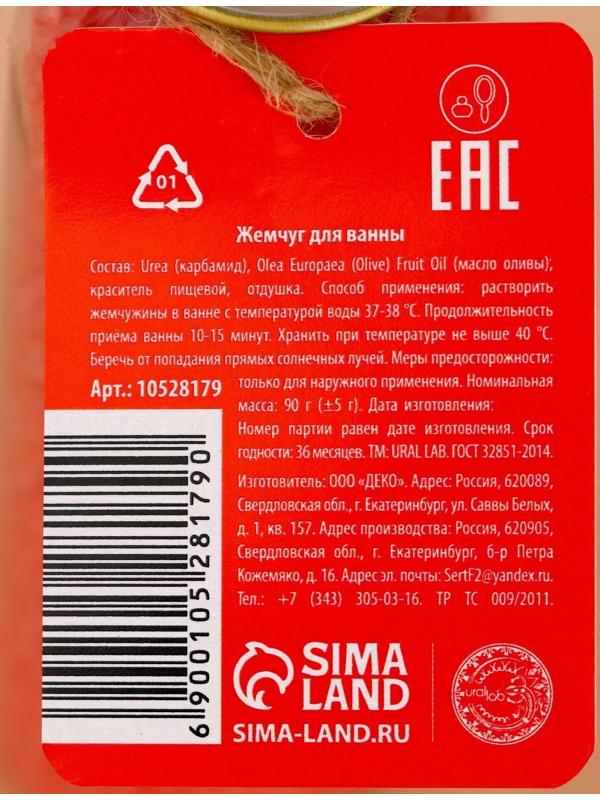 01
EAC
Жемчуг для ванны
Состав: Urea (карбамид), Olea Europaea (Olive) Fruit Oil (масло оливы);
краситель пищевой, отдушка. Способ применения: растворить
жемчужины в ванне с температурой воды 37-38 °С. Продолжительность
приёма ванны 10-15 минут. Хранить при температуре не выше 40 °С.
Беречь от попадания прямых солнечных лучей. Меры предосторожности:
Арт.: 10528179
только для наружного применения. Номинальная
масса: 90 г (±5 г). Дата изготовления:
Номер партии равен дате изготовления. Срок
годности: 36 месяцев. ТМ: URAL LAB. ГОСТ 32851-2014.
Изготовитель: ООО «ДЕКО». Адрес: Россия, 620089,
Свердловская обл., г. Екатеринбург, ул. Саввы Белых,
д. 1, кв. 157. Адрес производства: Россия, 620905,
Свердловская обл., г. Екатеринбург, б-р Петра
Кожемяко, д. 16. Адрес эл. почты: SertF2@yandex.ru.
Тел.: +7 (343) 305-03-16. ТР ТС 009/2011.
6 900105 281790
SIMA
LAND
SIMA-LAND.RU
ural lab